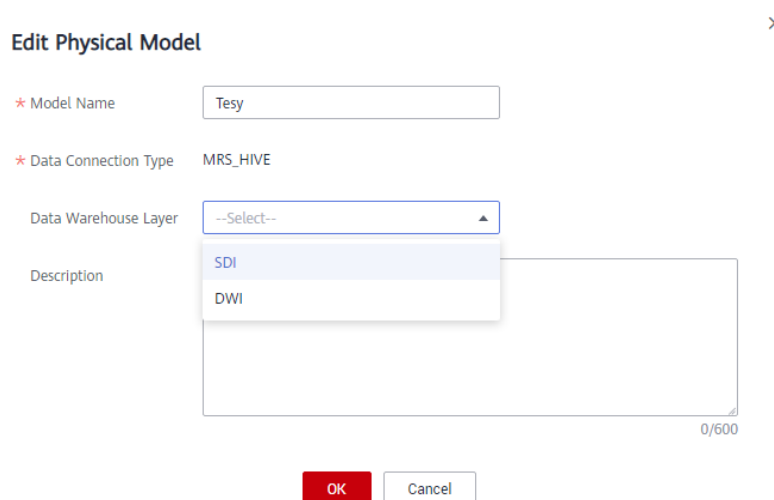 Edit Physical Model
* Model Name Tesy
* Data Connection Type MRS_HIVE
Data Warehouse Layer --Select--
SDI
Description
DWI
0/600
OK Cancel